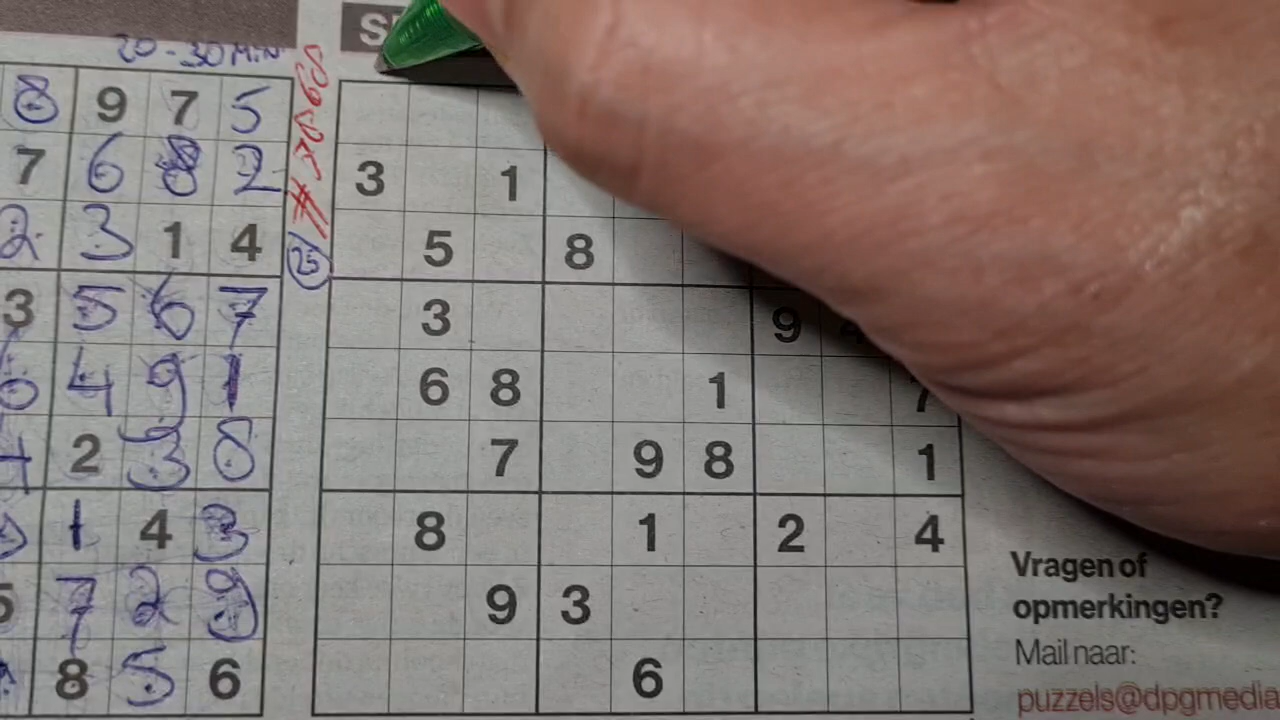 20-30MIN
8 9 7 5
7 6 8 2
2 3 1 4
3 5 6 7
4 9 1
2 3 8
1 4 3
5 7 2 9
8 5 6
3 1
5 8
3 9
6 8 1 7
7 9 8 1
8 1 2 4
9 3
6
Vragen of
opmerkingen?
Mail naar:
puzzels@dpgmedia